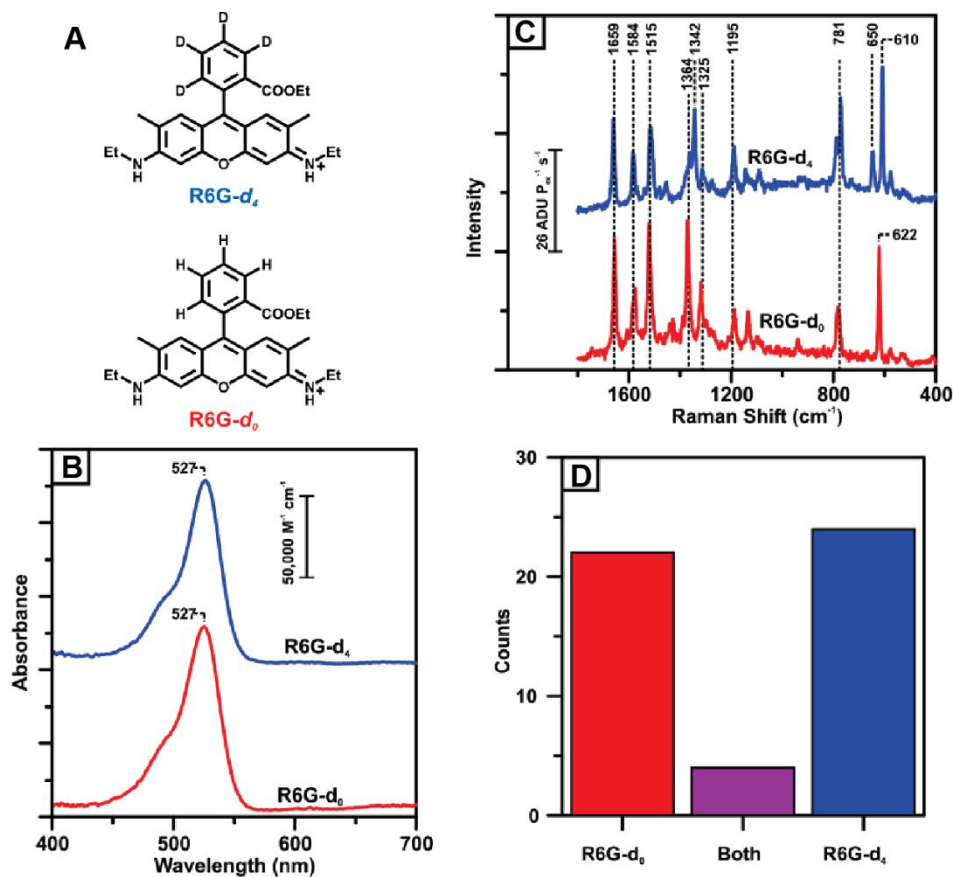 A
D
D
D
D
COOEt
Et
N
H
O
N
H
+
Et
R6G-d₄
H
H
H
H
COOEt
Et
N
H
O
N
H
+
Et
R6G-d₀
B
527
50,000 M⁻¹ cm⁻¹
R6G-d₄
527
R6G-d₀
Absorbance
400 500 600 700
Wavelength (nm)
C
1659 1584 1515 1364 1342 1325 1195 781 650 610
R6G-d₄
26 ADU Pₑₓ⁻¹ s⁻¹
622
R6G-d₀
Intensity
1600 1200 800 400
Raman Shift (cm⁻¹)
D
30
20
10
0
Counts
R6G-d₀ Both R6G-d₄